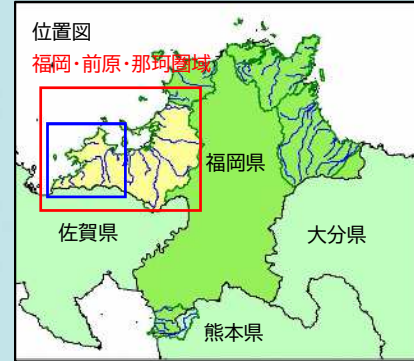 位置図
福岡・前原・那珂圏域
福岡県
佐賀県
大分県
熊本県